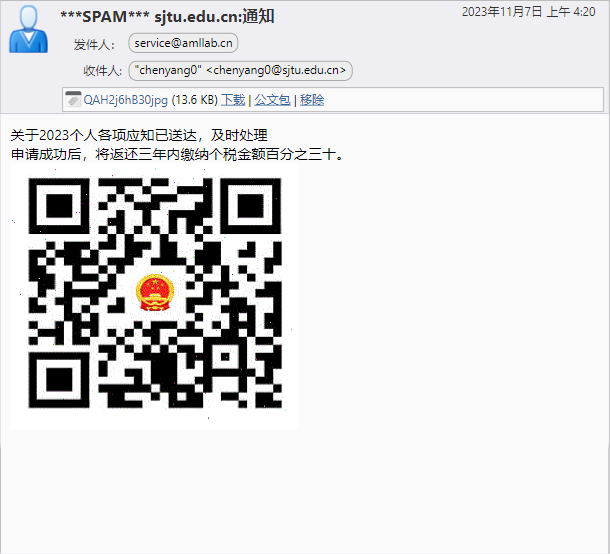 ***SPAM*** sjtu.edu.cn:通知
2023年11月7日 上午 4:20
发件人: service@amllab.cn
收件人: "chenyang0" <chenyang0@sjtu.edu.cn>
QAH2j6hB30jpg (13.6 KB) 下载 | 公文包 | 移除
关于2023个人各项应知已送达，及时处理
申请成功后，将返还三年内缴纳个税金额百分之三十。